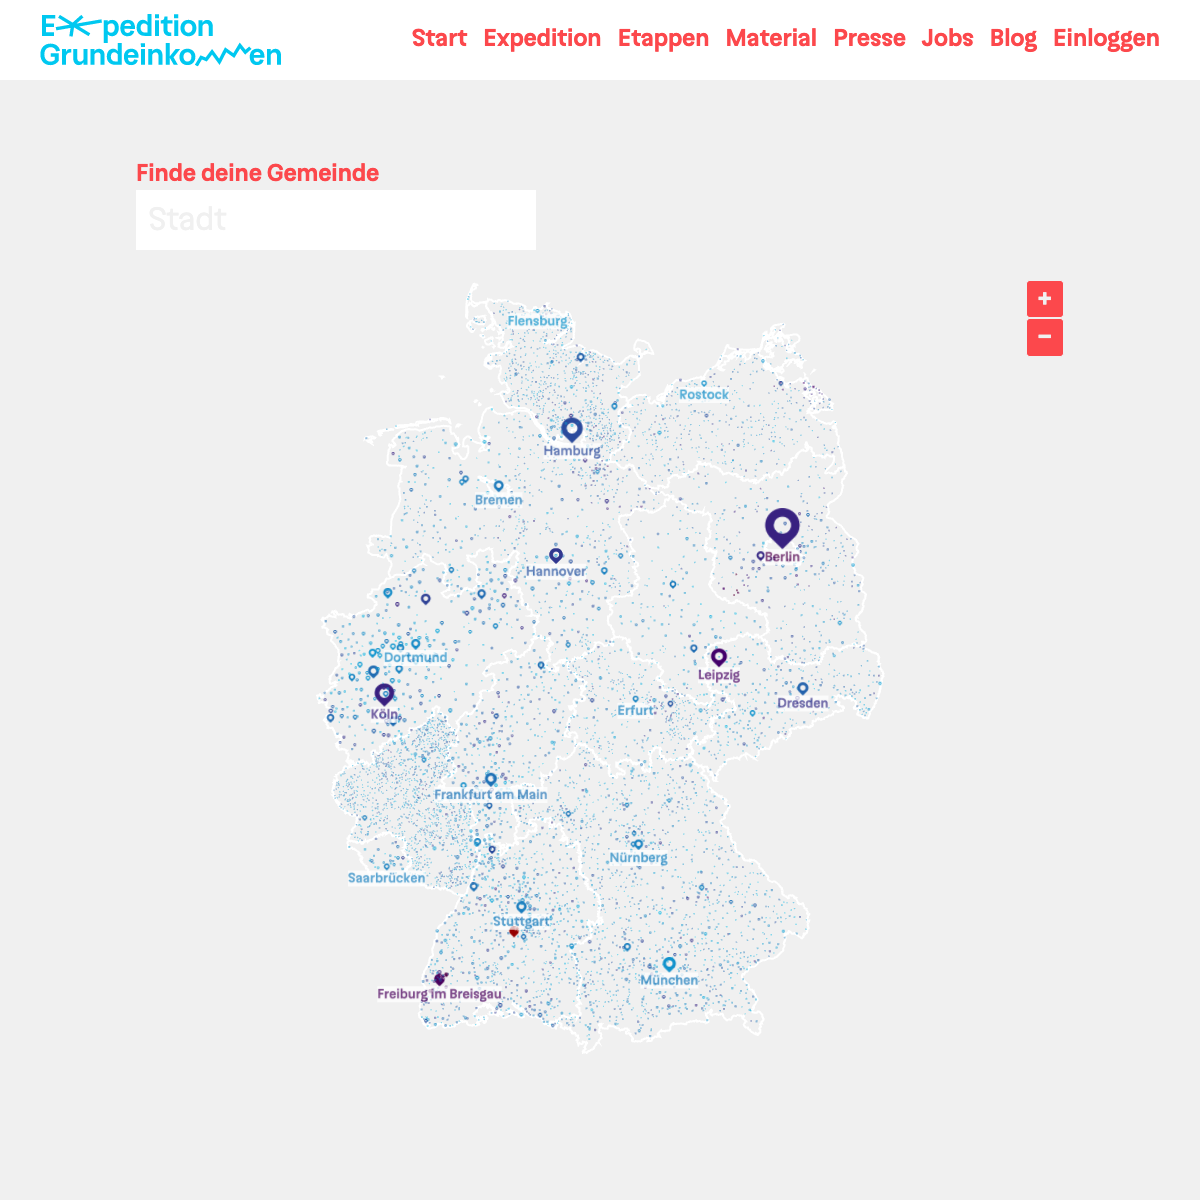 Expedition
Grundeinkommen
Start Expedition Etappen Material Presse Jobs Blog Einloggen
Finde deine Gemeinde
Stadt
+
−
Flensburg
Rostock
Hamburg
Bremen
Berlin
Hannover
Dortmund
Leipzig
Dresden
Köln
Erfurt
Frankfurt am Main
Nürnberg
Saarbrücken
Stuttgart
München
Freiburg im Breisgau